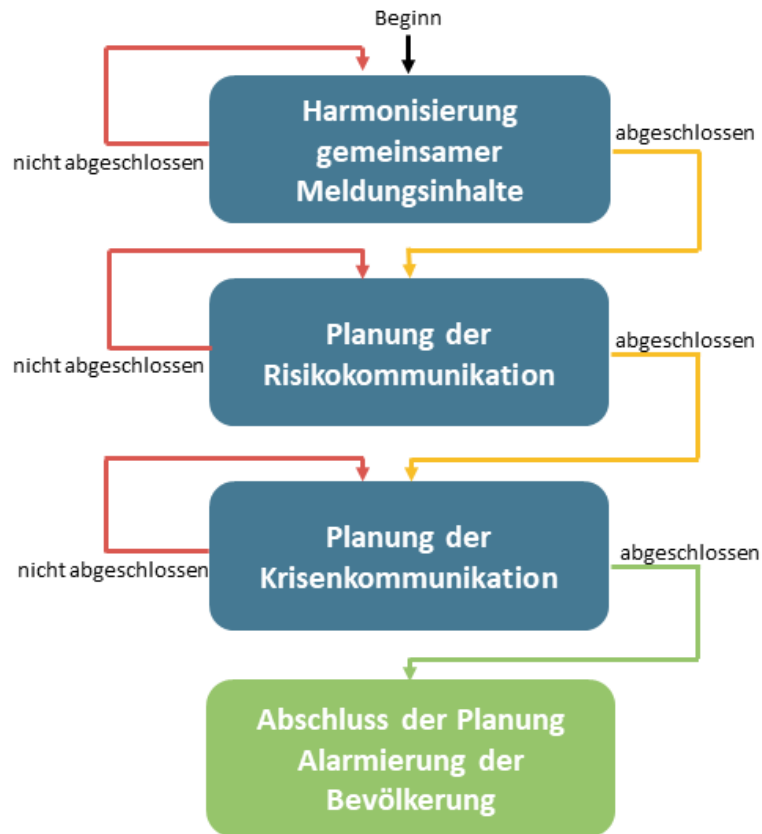 Beginn
Harmonisierung
gemeinsamer
Meldungsinhalte
nicht abgeschlossen
abgeschlossen
Planung der
Risikokommunikation
nicht abgeschlossen
abgeschlossen
Planung der
Krisenkommunikation
nicht abgeschlossen
abgeschlossen
Abschluss der Planung
Alarmierung der
Bevölkerung